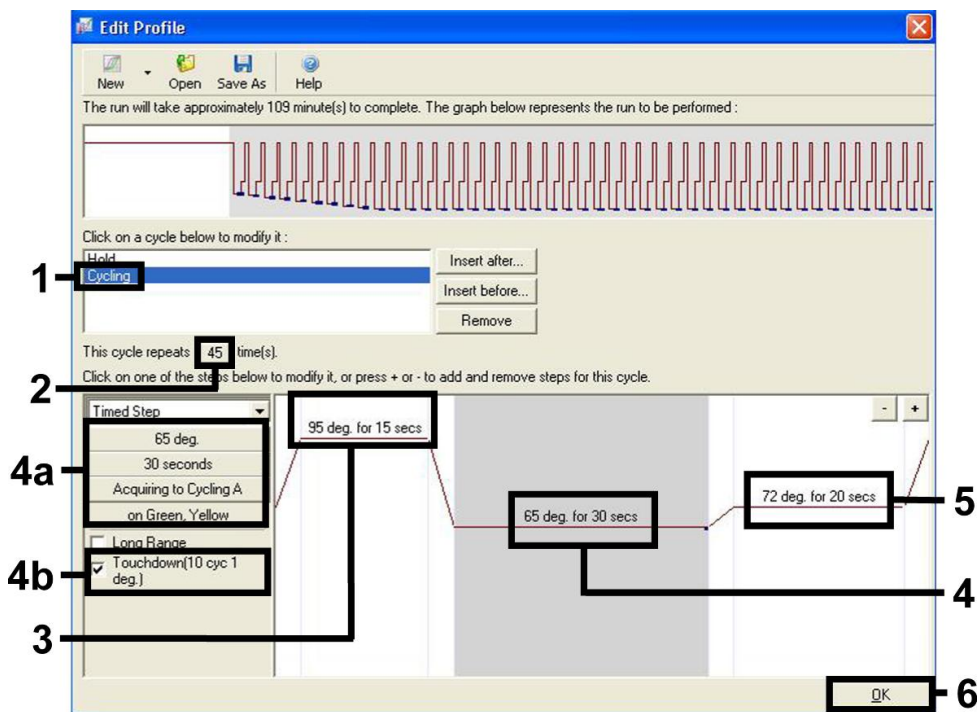 Edit Profile
New Open Save As Help
The run will take approximately 109 minute(s) to complete. The graph below represents the run to be performed :
Click on a cycle below to modify it :
Hold
1 Cycling
Insert after...
Insert before...
Remove
This cycle repeats 45 time(s).
2
Click on one of the steps below to modify it, or press + or - to add and remove steps for this cycle.
Timed Step
- +
4a
65 deg.
30 seconds
Acquiring to Cycling A
on Green, Yellow
Long Range
4b
Touchdown(10 cyc 1
deg.)
95 deg. for 15 secs
3
65 deg. for 30 secs
4
72 deg. for 20 secs
5
OK
6